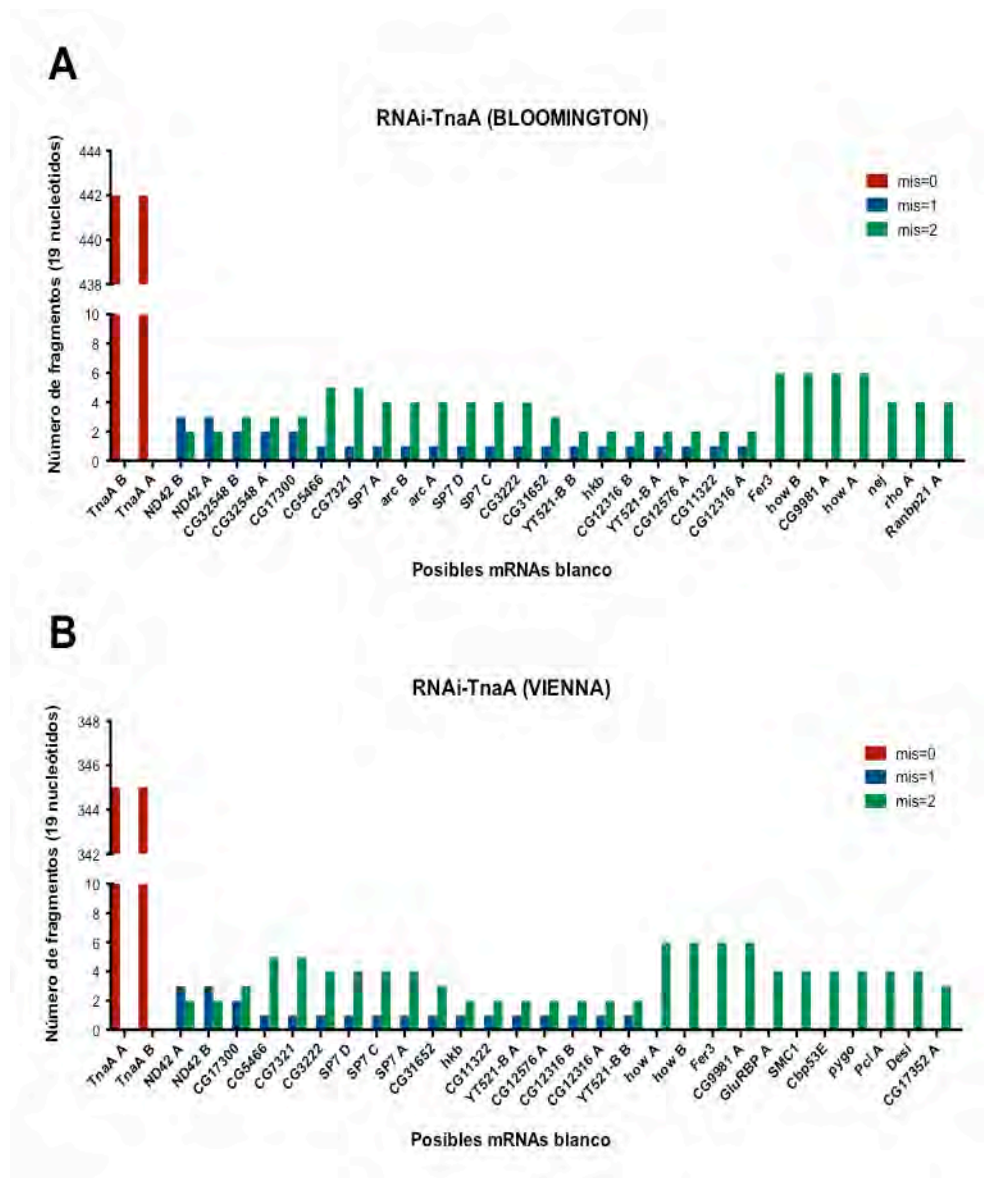 A
RNAi-TnaA (BLOOMINGTON)
Número de fragmentos (19 nucleótidos)
444
442
440
438
10
8
6
4
2
0
mis=0
mis=1
mis=2
TnaA B
TnaA A
ND42 B
ND42 A
CG32548 B
CG32548 A
CG17300
CG5466
CG7321
SP7 A
arc B
arc A
SP7 D
SP7 C
CG3222
CG31652
YT521-B B
hkb
CG12316 B
YT521-B A
CG12576 A
CG11322
CG12316 A
Fer3
how B
CG9981 A
how A
nej
rho A
Ranbp21 A
Posibles mRNAs blanco
B
RNAi-TnaA (VIENNA)
Número de fragmentos (19 nucleótidos)
348
346
344
342
10
8
6
4
2
0
mis=0
mis=1
mis=2
TnaA A
TnaA B
ND42 A
ND42 B
CG17300
CG5466
CG7321
CG3222
SP7 D
SP7 C
SP7 A
CG31652
hkb
CG11322
YT521-B A
CG12576 A
CG12316 B
CG12316 A
YT521-B B
how A
how B
Fer3
CG9981 A
GluRBP A
SMC1
Cbp53E
pygo
Pcl A
Desi
CG17352 A
Posibles mRNAs blanco